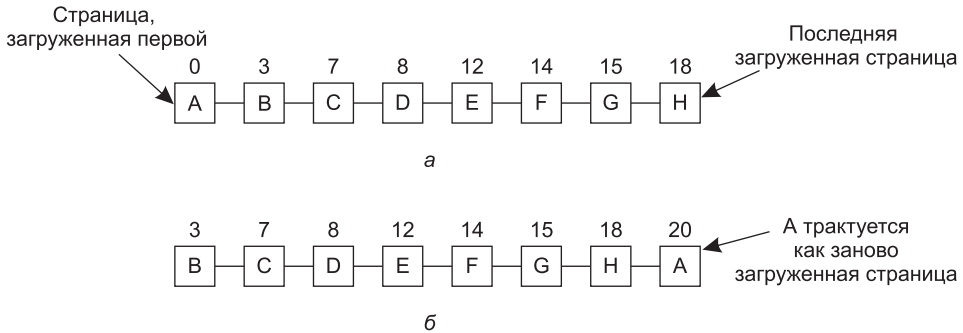 Страница,
загруженная первой
Последняя
загруженная страница
0 3 7 8 12 14 15 18
A B C D E F G H
а
3 7 8 12 14 15 18 20
B C D E F G H A
А трактуется
как заново
загруженная страница
б